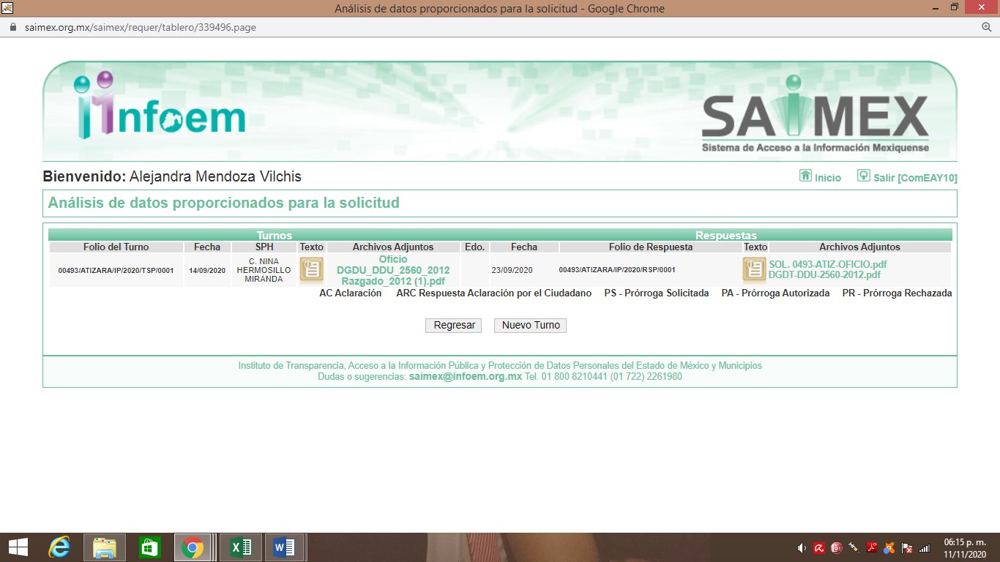 Análisis de datos proporcionados para la solicitud - Google Chrome
saimex.org.mx/saimex/requer/tablero/339496.page
infoem
SAIMEX
Sistema de Acceso a la Información Mexiquense
Bienvenido: Alejandra Mendoza Vilchis
Inicio Salir [ComEAY10]
Análisis de datos proporcionados para la solicitud
Turnos Respuestas
Folio del Turno Fecha SPH Texto Archivos Adjuntos Edo. Fecha Folio de Respuesta Texto Archivos Adjuntos
00493/ATIZARA/IP/2020/TSP/0001 14/09/2020 C. NINA HERMOSILLO MIRANDA Oficio DGDU_DDU_2560_2012 Razgado_2012 (1).pdf 23/09/2020 00493/ATIZARA/IP/2020/RSP/0001 SOL. 0493-ATIZ-OFICIO.pdf
DGDT-DDU-2560-2012.pdf
AC Aclaración ARC Respuesta Aclaración por el Ciudadano PS - Prórroga Solicitada PA - Prórroga Autorizada PR - Prórroga Rechazada
Regresar Nuevo Turno
Instituto de Transparencia, Acceso a la Información Pública y Protección de Datos Personales del Estado de México y Municipios
Dudas o sugerencias: saimex@infoem.org.mx Tel. 01 800 8210441 (01 722) 2261980
06:15 p. m.
11/11/2020